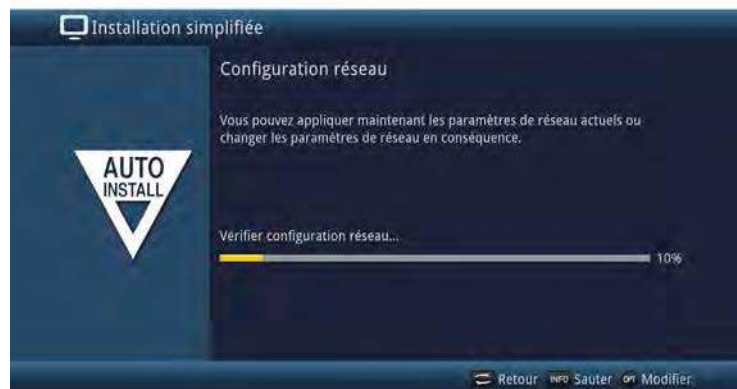 Installation simplifiée
Configuration réseau
Vous pouvez appliquer maintenant les paramètres de réseau actuels ou
changer les paramètres de réseau en conséquence.
AUTO
INSTALL
Vérifier configuration réseau...
10%
Retour INFO Sauter OPT Modifier